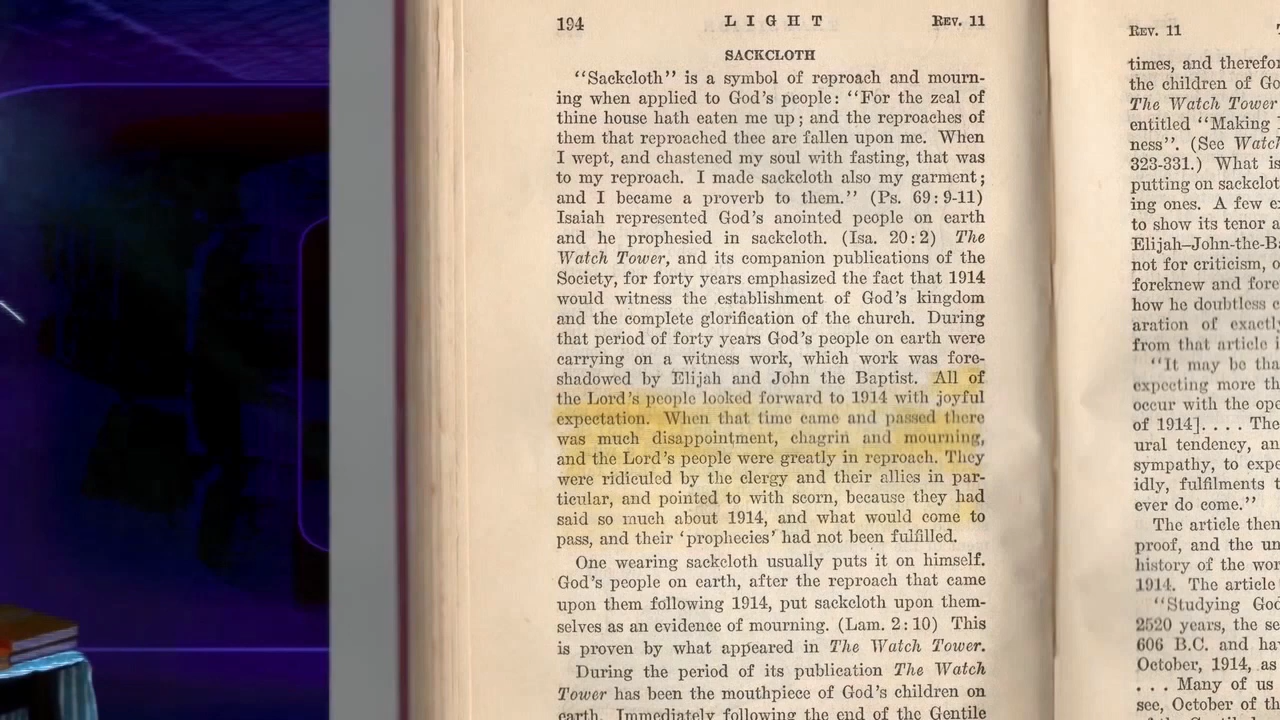 194 LIGHT REV. 11
SACKCLOTH
“Sackcloth” is a symbol of reproach and mourn-
ing when applied to God’s people: “For the zeal of
thine house hath eaten me up; and the reproaches of
them that reproached thee are fallen upon me. When
I wept, and chastened my soul with fasting, that was
to my reproach. I made sackcloth also my garment;
and I became a proverb to them.” (Ps. 69:9-11)
Isaiah represented God’s anointed people on earth
and he prophesied in sackcloth. (Isa. 20:2) The
Watch Tower, and its companion publications of the
Society, for forty years emphasized the fact that 1914
would witness the establishment of God’s kingdom
and the complete glorification of the church. During
that period of forty years God’s people on earth were
carrying on a witness work, which work was fore-
shadowed by Elijah and John the Baptist. All of
the Lord’s people looked forward to 1914 with joyful
expectation. When that time came and passed there
was much disappointment, chagrin and mourning,
and the Lord’s people were greatly in reproach. They
were ridiculed by the clergy and their allies in par-
ticular, and pointed to with scorn, because they had
said so much about 1914, and what would come to
pass, and their ‘prophecies’ had not been fulfilled.
One wearing sackcloth usually puts it on himself.
God’s people on earth, after the reproach that came
upon them following 1914, put sackcloth upon them-
selves as an evidence of mourning. (Lam. 2:10) This
is proven by what appeared in The Watch Tower.
During the period of its publication The Watch
Tower has been the mouthpiece of God’s children on
earth. Immediately following the end of the Gentile
REV. 11
times, and therefor
the children of Go
The Watch Tower
entitled “Making
ness”. (See Watch
323-331.) What is
putting on sackclot
ing ones. A few e
to show its tenor a
Elijah–John-the-Ba
not for criticism, o
foreknew and fore
how he doubtless
aration of exactl
from that article i
“It may be tha
expecting more th
occur with the ope
of 1914]. . . . The
ural tendency, an
sympathy, to expe
idly, fulfilments t
ever do come.”
The article then
proof, and the un
history of the wor
1914. The article
“Studying God
2520 years, the se
606 B.C. and ha
October, 1914, as
. . . Many of us
see, October of th